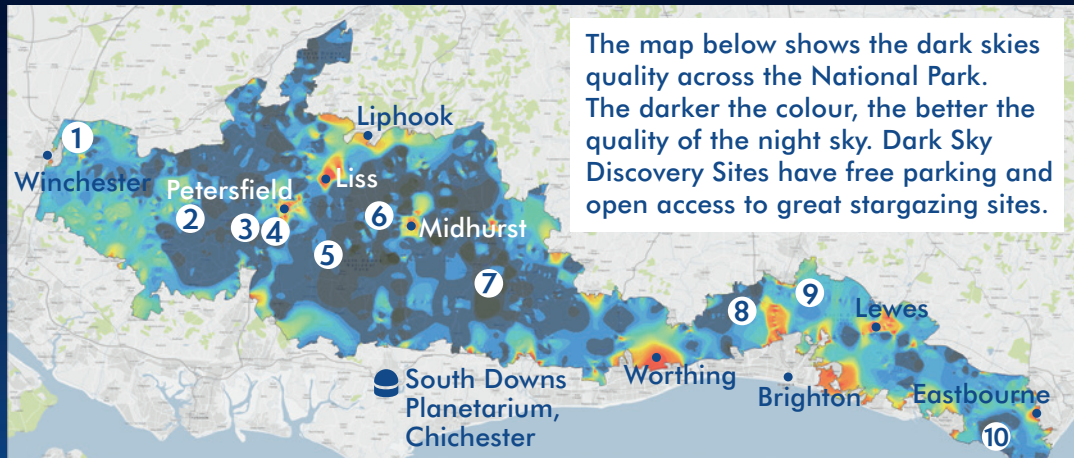 The map below shows the dark skies
quality across the National Park.
The darker the colour, the better the
quality of the night sky. Dark Sky
Discovery Sites have free parking and
open access to great stargazing sites.
Liphook
1
Winchester
Petersfield
Liss
2
3
4
6
Midhurst
5
7
8
9
Lewes
Worthing
Brighton
Eastbourne
10
South Downs
Planetarium,
Chichester